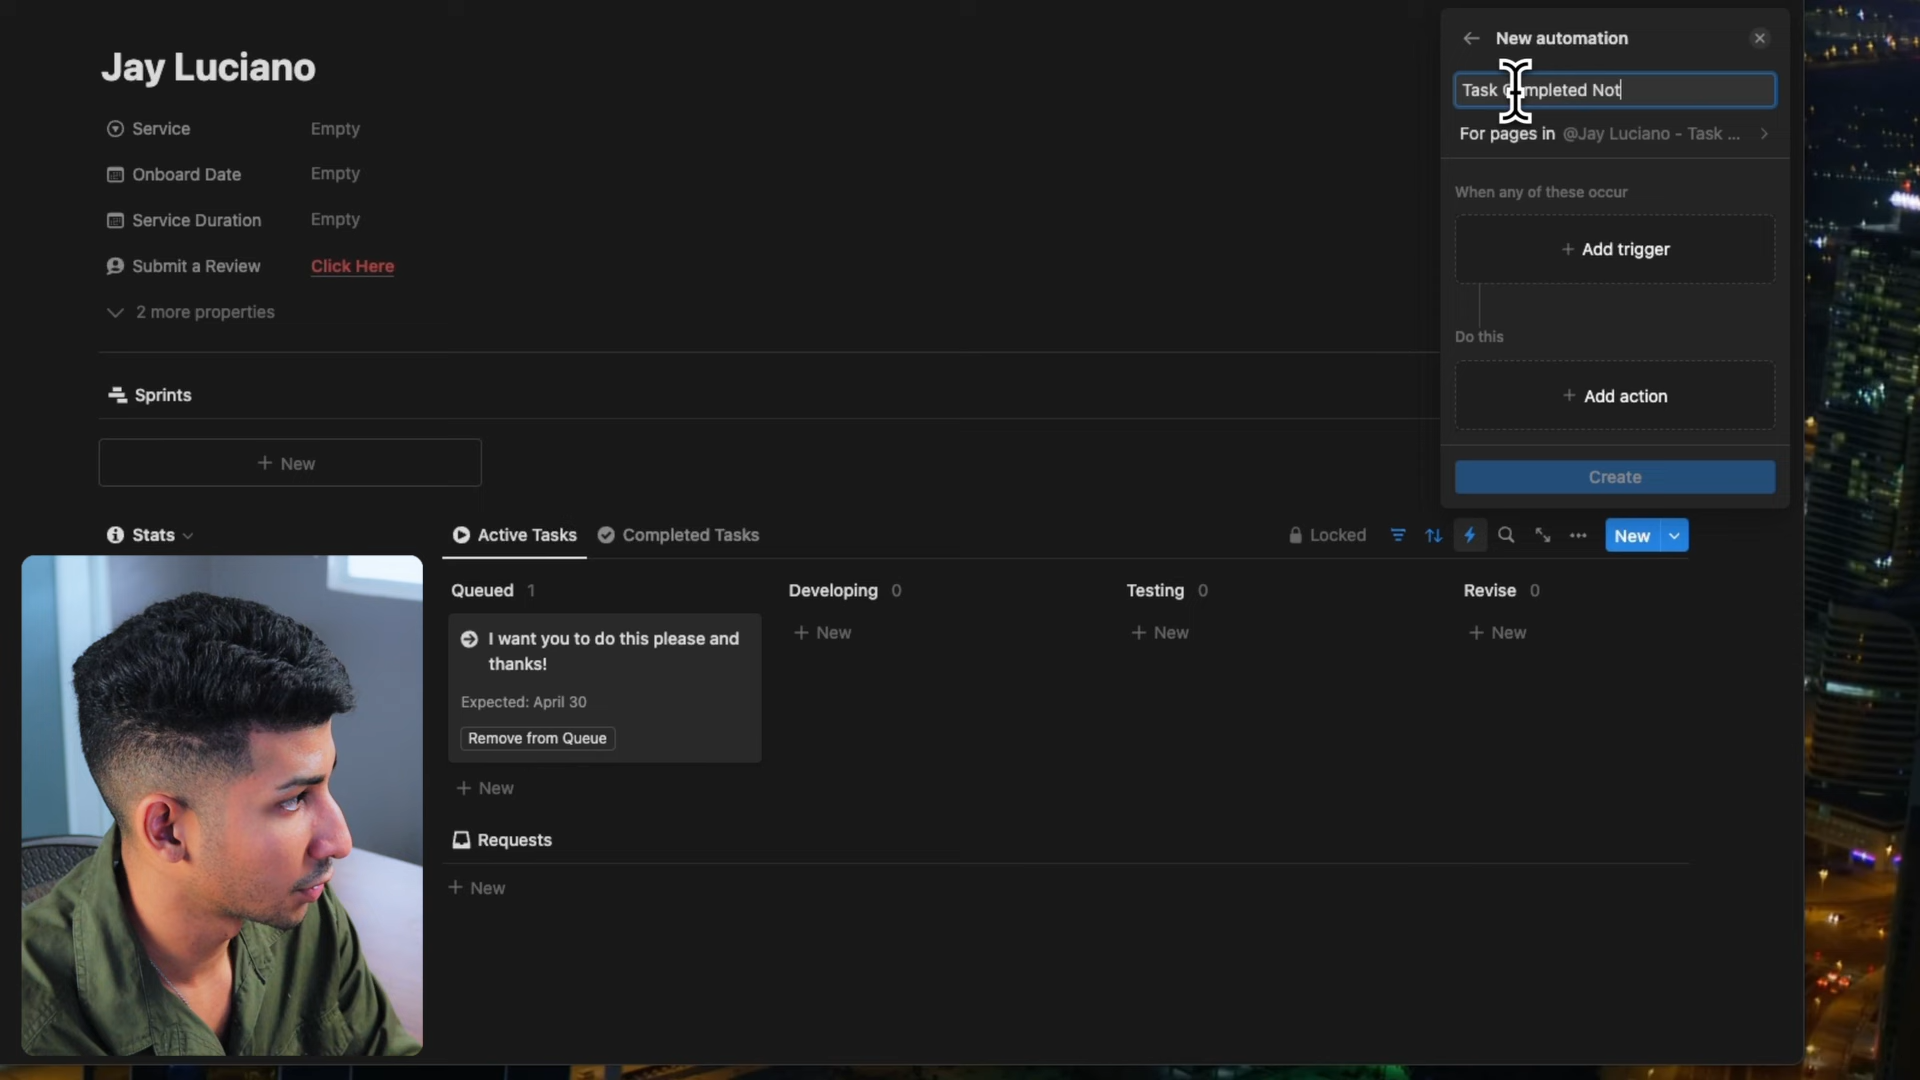 Jay Luciano
Service Empty
Onboard Date Empty
Service Duration Empty
Submit a Review Click Here
2 more properties
Sprints
+ New
Stats
Active Tasks Completed Tasks Locked New
Queued 1 Developing 0 Testing 0 Revise 0
I want you to do this please and
thanks!
Expected: April 30
Remove from Queue
+ New
+ New
+ New
+ New
Requests
+ New
New automation
Task Completed Not
For pages in @Jay Luciano - Task ...
When any of these occur
+ Add trigger
Do this
+ Add action
Create